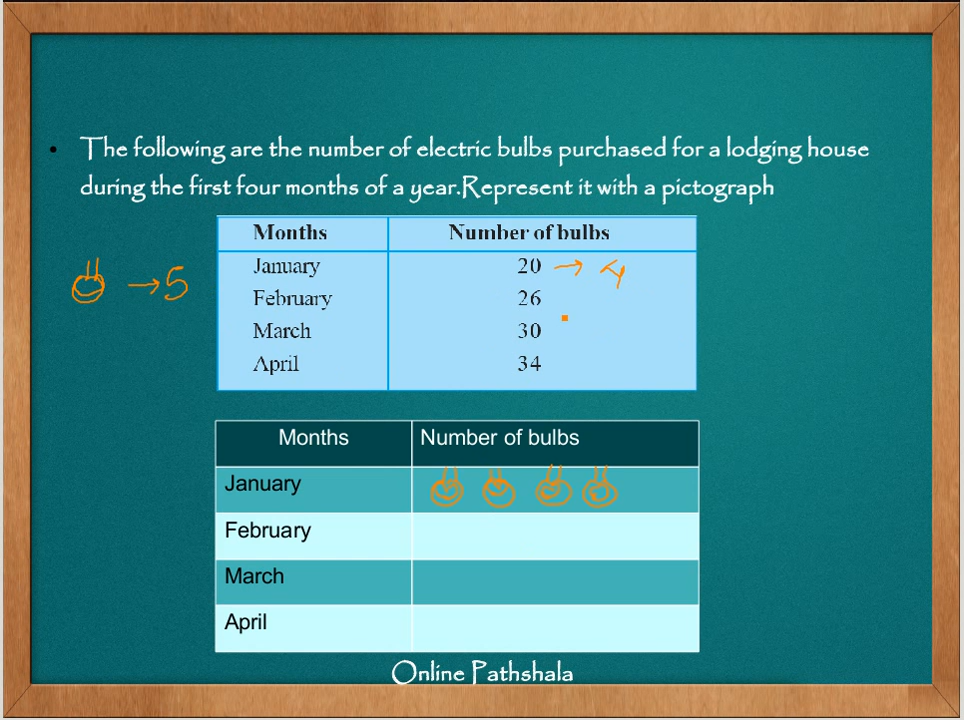 • The following are the number of electric bulbs purchased for a lodging house
during the first four months of a year.Represent it with a pictograph
Months Number of bulbs
January 20 → 4
February 26
March 30
April 34
→ 5
Months Number of bulbs
January
February
March
April
Online Pathshala